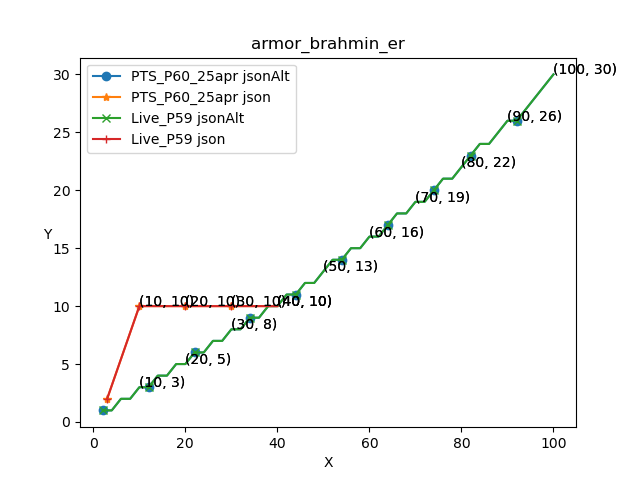 armor_brahmin_er
PTS_P60_25apr jsonAlt
PTS_P60_25apr json
Live_P59 jsonAlt
Live_P59 json
(100, 30)
(90, 26)
(80, 22)
(70, 19)
(60, 16)
(50, 13)
(10, 10)
(20, 10)
(30, 10)
(40, 10)
(30, 8)
(20, 5)
(10, 3)
30
25
20
15
10
5
0
Y
0 20 40 60 80 100
X